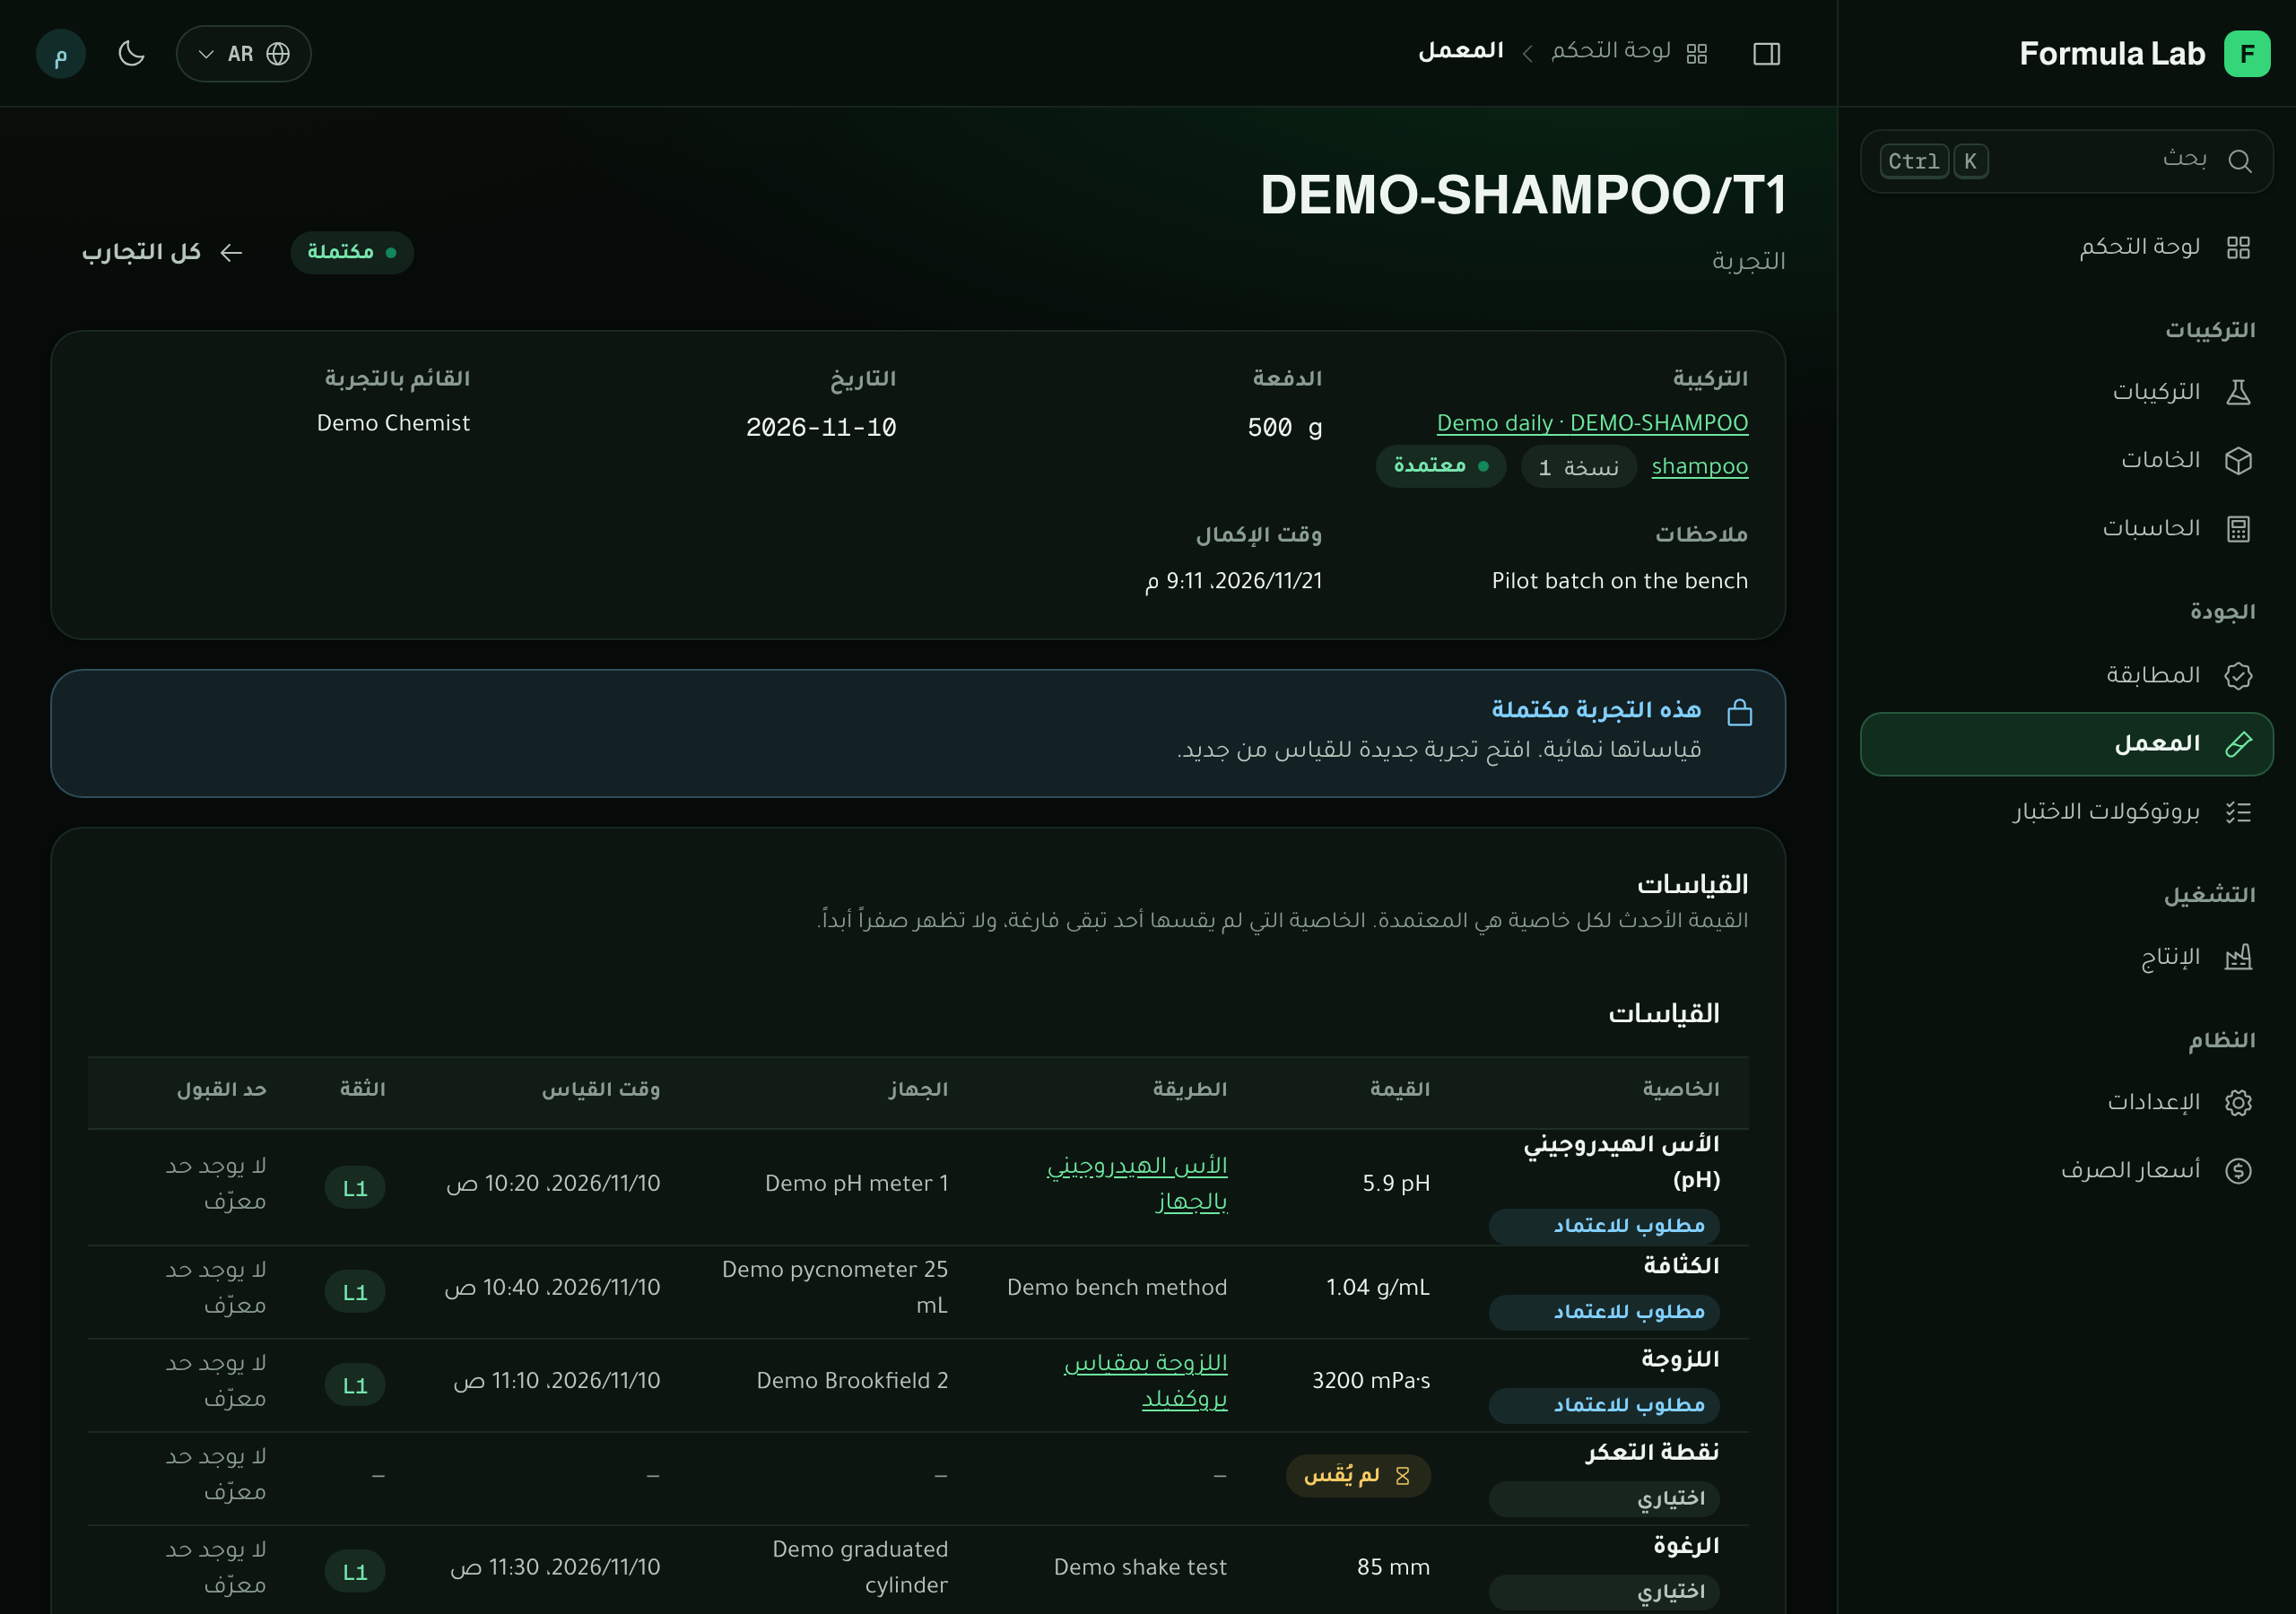 Formula Lab
F
بحث
Ctrl K
لوحة التحكم
التركيبات
التركيبات
الخامات
الحاسبات
الجودة
المطابقة
المعمل
بروتوكولات الاختبار
التشغيل
الإنتاج
النظام
الإعدادات
أسعار الصرف
لوحة التحكم
المعمل
AR
م
DEMO-SHAMPOO/T1
التجربة
مكتملة
كل التجارب
التركيبة
Demo daily · DEMO-SHAMPOO
shampoo نسخة 1 معتمدة
الدفعة
500 g
التاريخ
2026-11-10
القائم بالتجربة
Demo Chemist
ملاحظات
Pilot batch on the bench
وقت الإكمال
2026/11/21، 9:11 م
هذه التجربة مكتملة
قياساتها نهائية. افتح تجربة جديدة للقياس من جديد.
القياسات
القيمة الأحدث لكل خاصية هي المعتمدة. الخاصية التي لم يقسها أحد تبقى فارغة، ولا تظهر صفراً أبداً.
القياسات
الخاصية القيمة الطريقة الجهاز وقت القياس الثقة حد القبول
الأس الهيدروجيني
(pH)
مطلوب للاعتماد
5.9 pH
الأس الهيدروجيني
بالجهاز
Demo pH meter 1
2026/11/10، 10:20 ص
L1
لا يوجد حد
معرّف
الكثافة
مطلوب للاعتماد
1.04 g/mL
Demo bench method
Demo pycnometer 25
mL
2026/11/10، 10:40 ص
L1
لا يوجد حد
معرّف
اللزوجة
مطلوب للاعتماد
3200 mPa·s
اللزوجة بمقياس
بروكفيلد
Demo Brookfield 2
2026/11/10، 11:10 ص
L1
لا يوجد حد
معرّف
نقطة التعكر
اختياري
لم يُقَس
–
–
–
–
لا يوجد حد
معرّف
الرغوة
اختياري
85 mm
Demo shake test
Demo graduated
cylinder
2026/11/10، 11:30 ص
L1
لا يوجد حد
معرّف